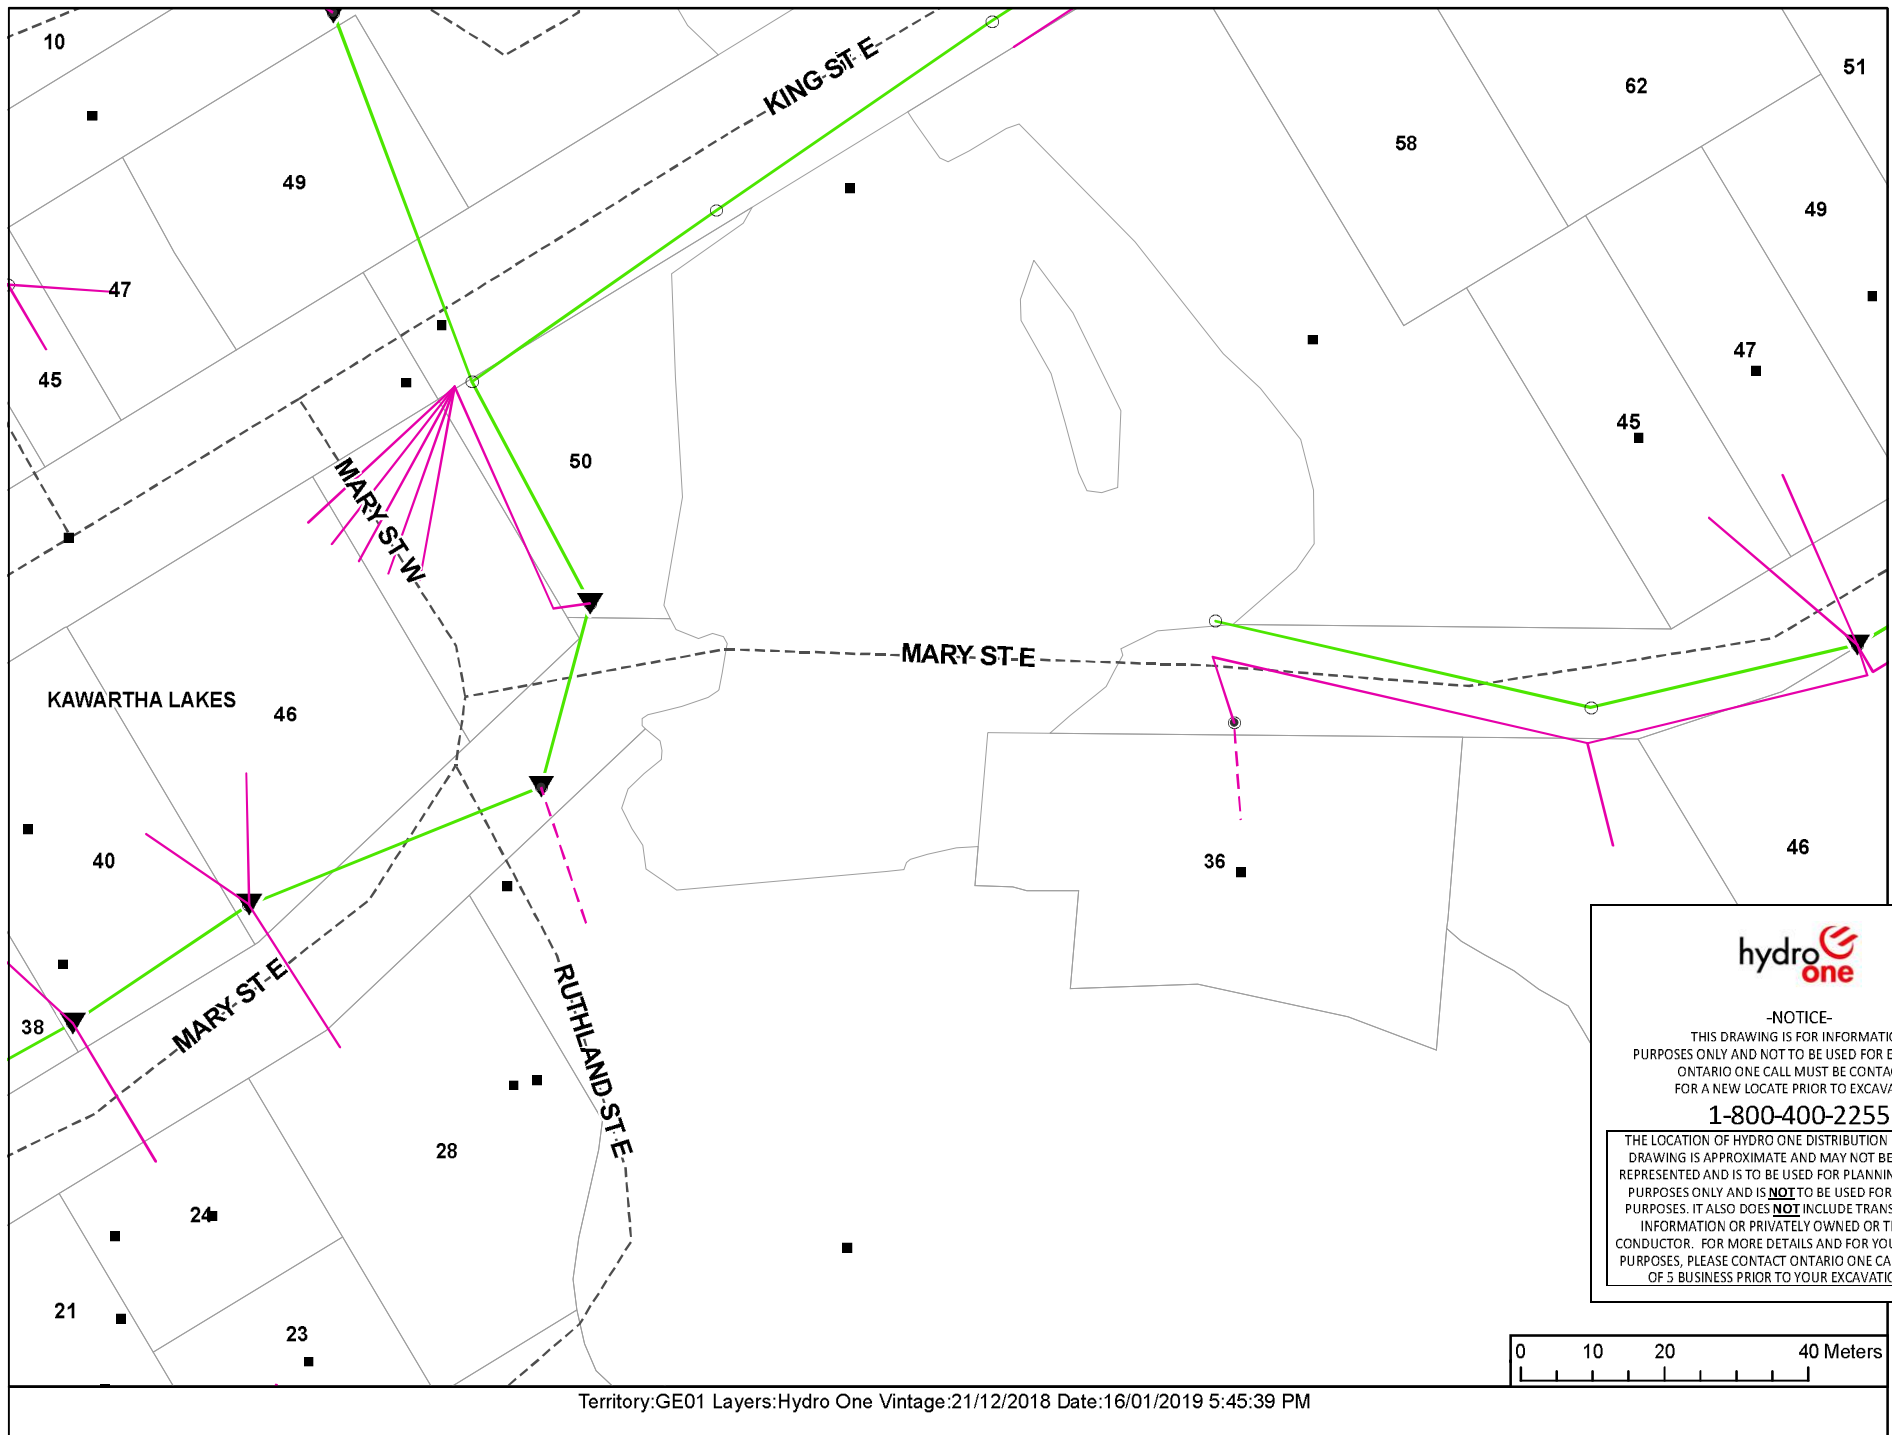 10
KING ST E
62
51
58
49
49
47
47
45
45
50
MARY ST W
MARY ST E
KAWARTHA LAKES
46
40
36
46
38
MARY ST E
RUTHLAND ST E
28
24
21
23
hydro
one
-NOTICE-
THIS DRAWING IS FOR INFORMATIO
PURPOSES ONLY AND NOT TO BE USED FOR E
ONTARIO ONE CALL MUST BE CONTA
FOR A NEW LOCATE PRIOR TO EXCAVA
1-800-400-2255
THE LOCATION OF HYDRO ONE DISTRIBUTION
DRAWING IS APPROXIMATE AND MAY NOT BE
REPRESENTED AND IS TO BE USED FOR PLANNIN
PURPOSES ONLY AND IS NOT TO BE USED FOR
PURPOSES. IT ALSO DOES NOT INCLUDE TRANS
INFORMATION OR PRIVATELY OWNED OR T
CONDUCTOR. FOR MORE DETAILS AND FOR YOU
PURPOSES, PLEASE CONTACT ONTARIO ONE CA
OF 5 BUSINESS PRIOR TO YOUR EXCAVATIO
0 10 20 40 Meters
Territory:GE01 Layers:Hydro One Vintage:21/12/2018 Date:16/01/2019 5:45:39 PM